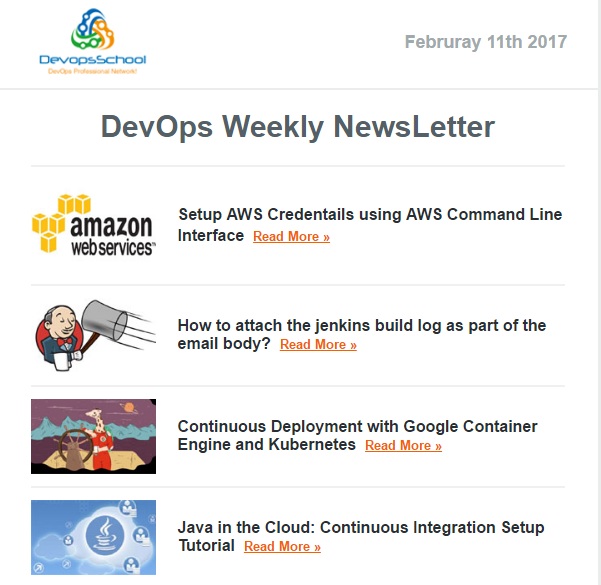 DevopsSchool
DevOps Professional Network!
Februray 11th 2017
DevOps Weekly NewsLetter
amazon
webservices™
Setup AWS Credentails using AWS Command Line
Interface Read More »
How to attach the jenkins build log as part of the
email body? Read More »
Continuous Deployment with Google Container
Engine and Kubernetes Read More »
Java in the Cloud: Continuous Integration Setup
Tutorial Read More »